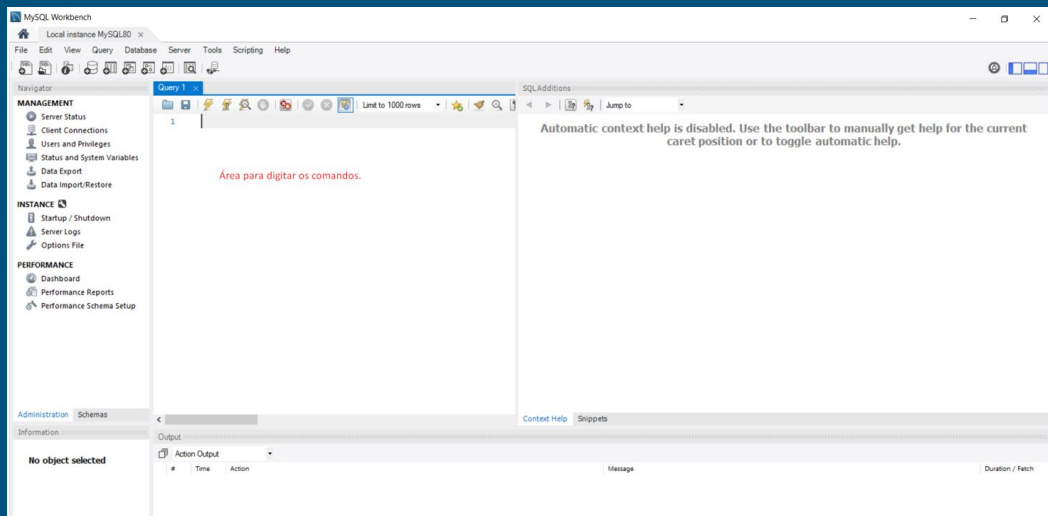 MySQL Workbench
Local instance MySQL80 ×
File Edit View Query Database Server Tools Scripting Help
Navigator
MANAGEMENT
Server Status
Client Connections
Users and Privileges
Status and System Variables
Data Export
Data Import/Restore
INSTANCE
Startup / Shutdown
Server Logs
Options File
PERFORMANCE
Dashboard
Performance Reports
Performance Schema Setup
Administration Schemas
Information
No object selected
Query 1 ×
Limit to 1000 rows
1
Área para digitar os comandos.
SQLAdditions
Jump to
Automatic context help is disabled. Use the toolbar to manually get help for the current
caret position or to toggle automatic help.
Context Help Snippets
Output
Action Output
# Time Action Message Duration / Fetch